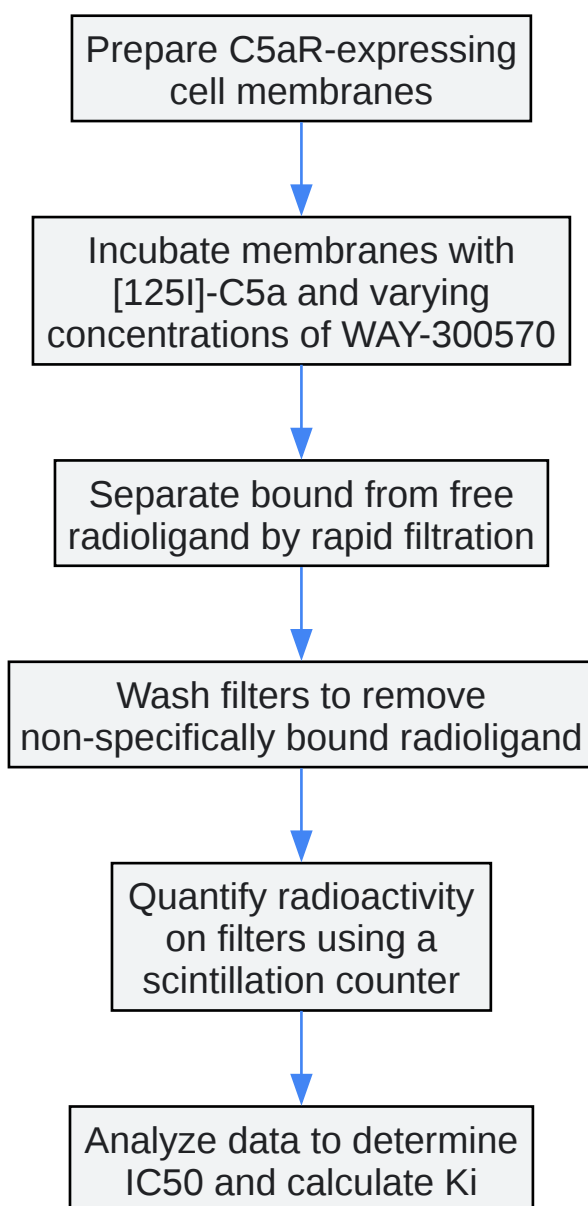 Prepare C5aR-expressing
cell membranes
Incubate membranes with
[125I]-C5a and varying
concentrations of WAY-300570
Separate bound from free
radioligand by rapid filtration
Wash filters to remove
non-specifically bound radioligand
Quantify radioactivity
on filters using a
scintillation counter
Analyze data to determine
IC50 and calculate Ki